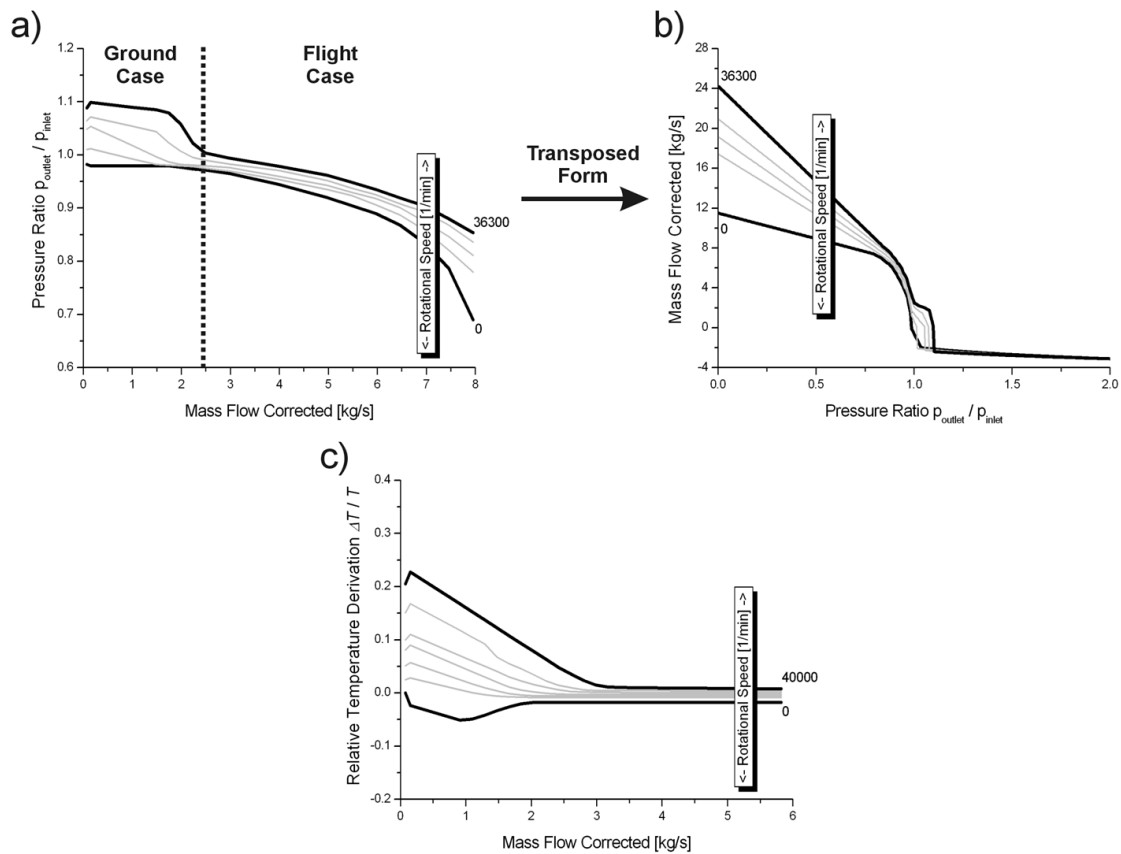 a)
Ground
Case
Flight
Case
1.2
1.1
1.0
0.9
0.8
0.7
0.6
Pressure Ratio p_outlet / p_inlet
<- Rotational Speed [1/min] ->
36300
0
0 1 2 3 4 5 6 7 8
Mass Flow Corrected [kg/s]
Transposed
Form
b)
28
24
20
16
12
8
4
0
-4
Mass Flow Corrected [kg/s]
36300
0
<- Rotational Speed [1/min] ->
0.0 0.5 1.0 1.5 2.0
Pressure Ratio p_outlet / p_inlet
c)
0.4
0.3
0.2
0.1
0.0
-0.1
-0.2
Relative Temperature Derivation ΔT / T
<- Rotational Speed [1/min] ->
40000
0
0 1 2 3 4 5 6
Mass Flow Corrected [kg/s]